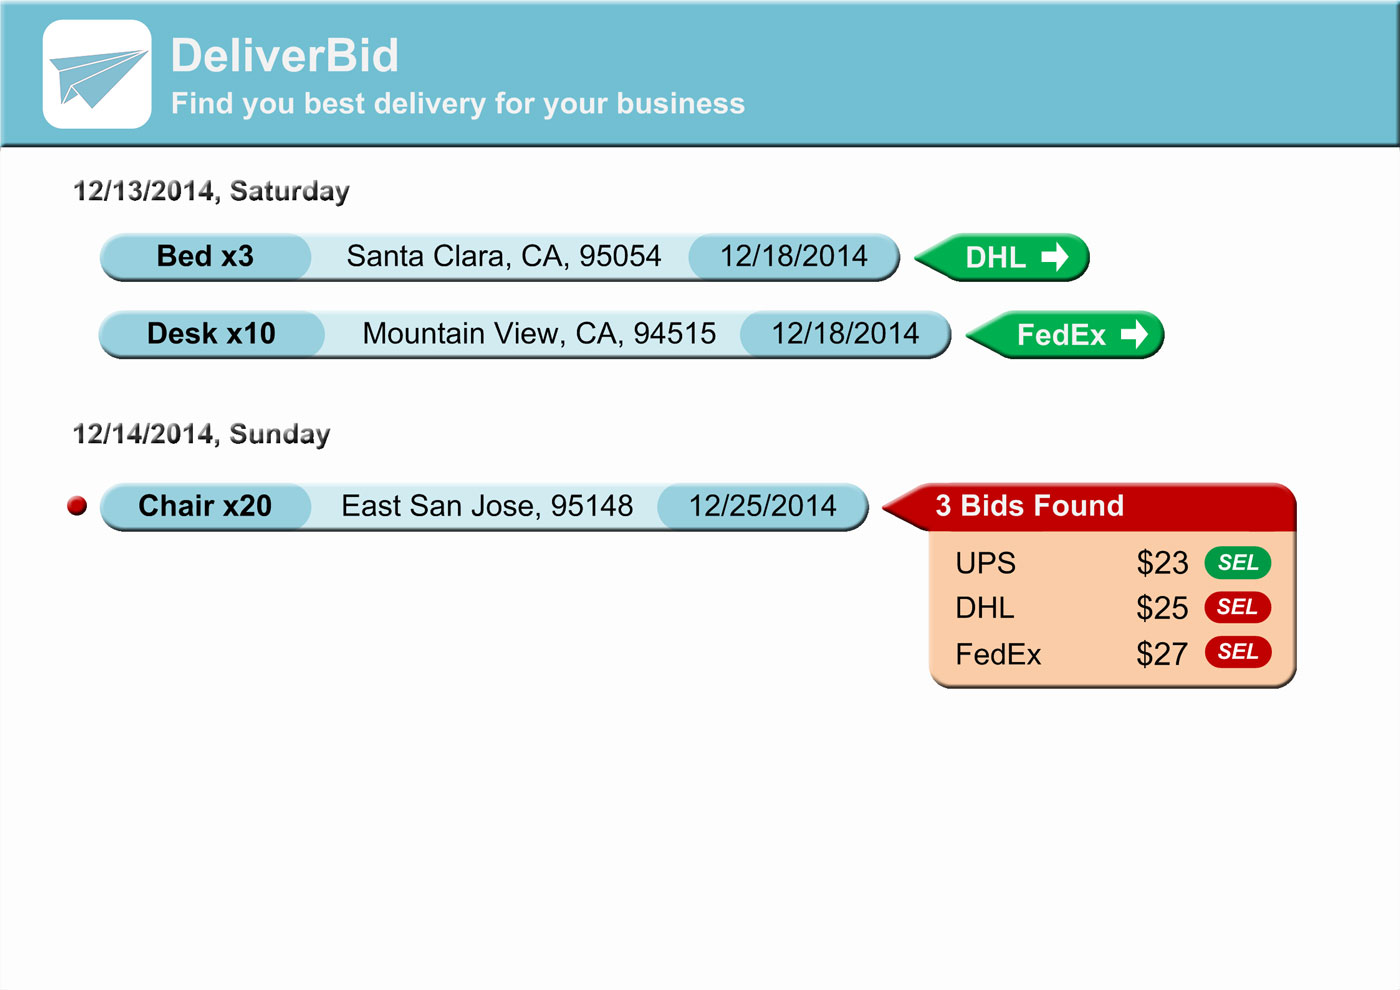 DeliverBid
Find you best delivery for your business
12/13/2014, Saturday
Bed x3 Santa Clara, CA, 95054 12/18/2014 DHL
Desk x10 Mountain View, CA, 94515 12/18/2014 FedEx
12/14/2014, Sunday
Chair x20 East San Jose, 95148 12/25/2014 3 Bids Found
UPS $23 SEL
DHL $25 SEL
FedEx $27 SEL